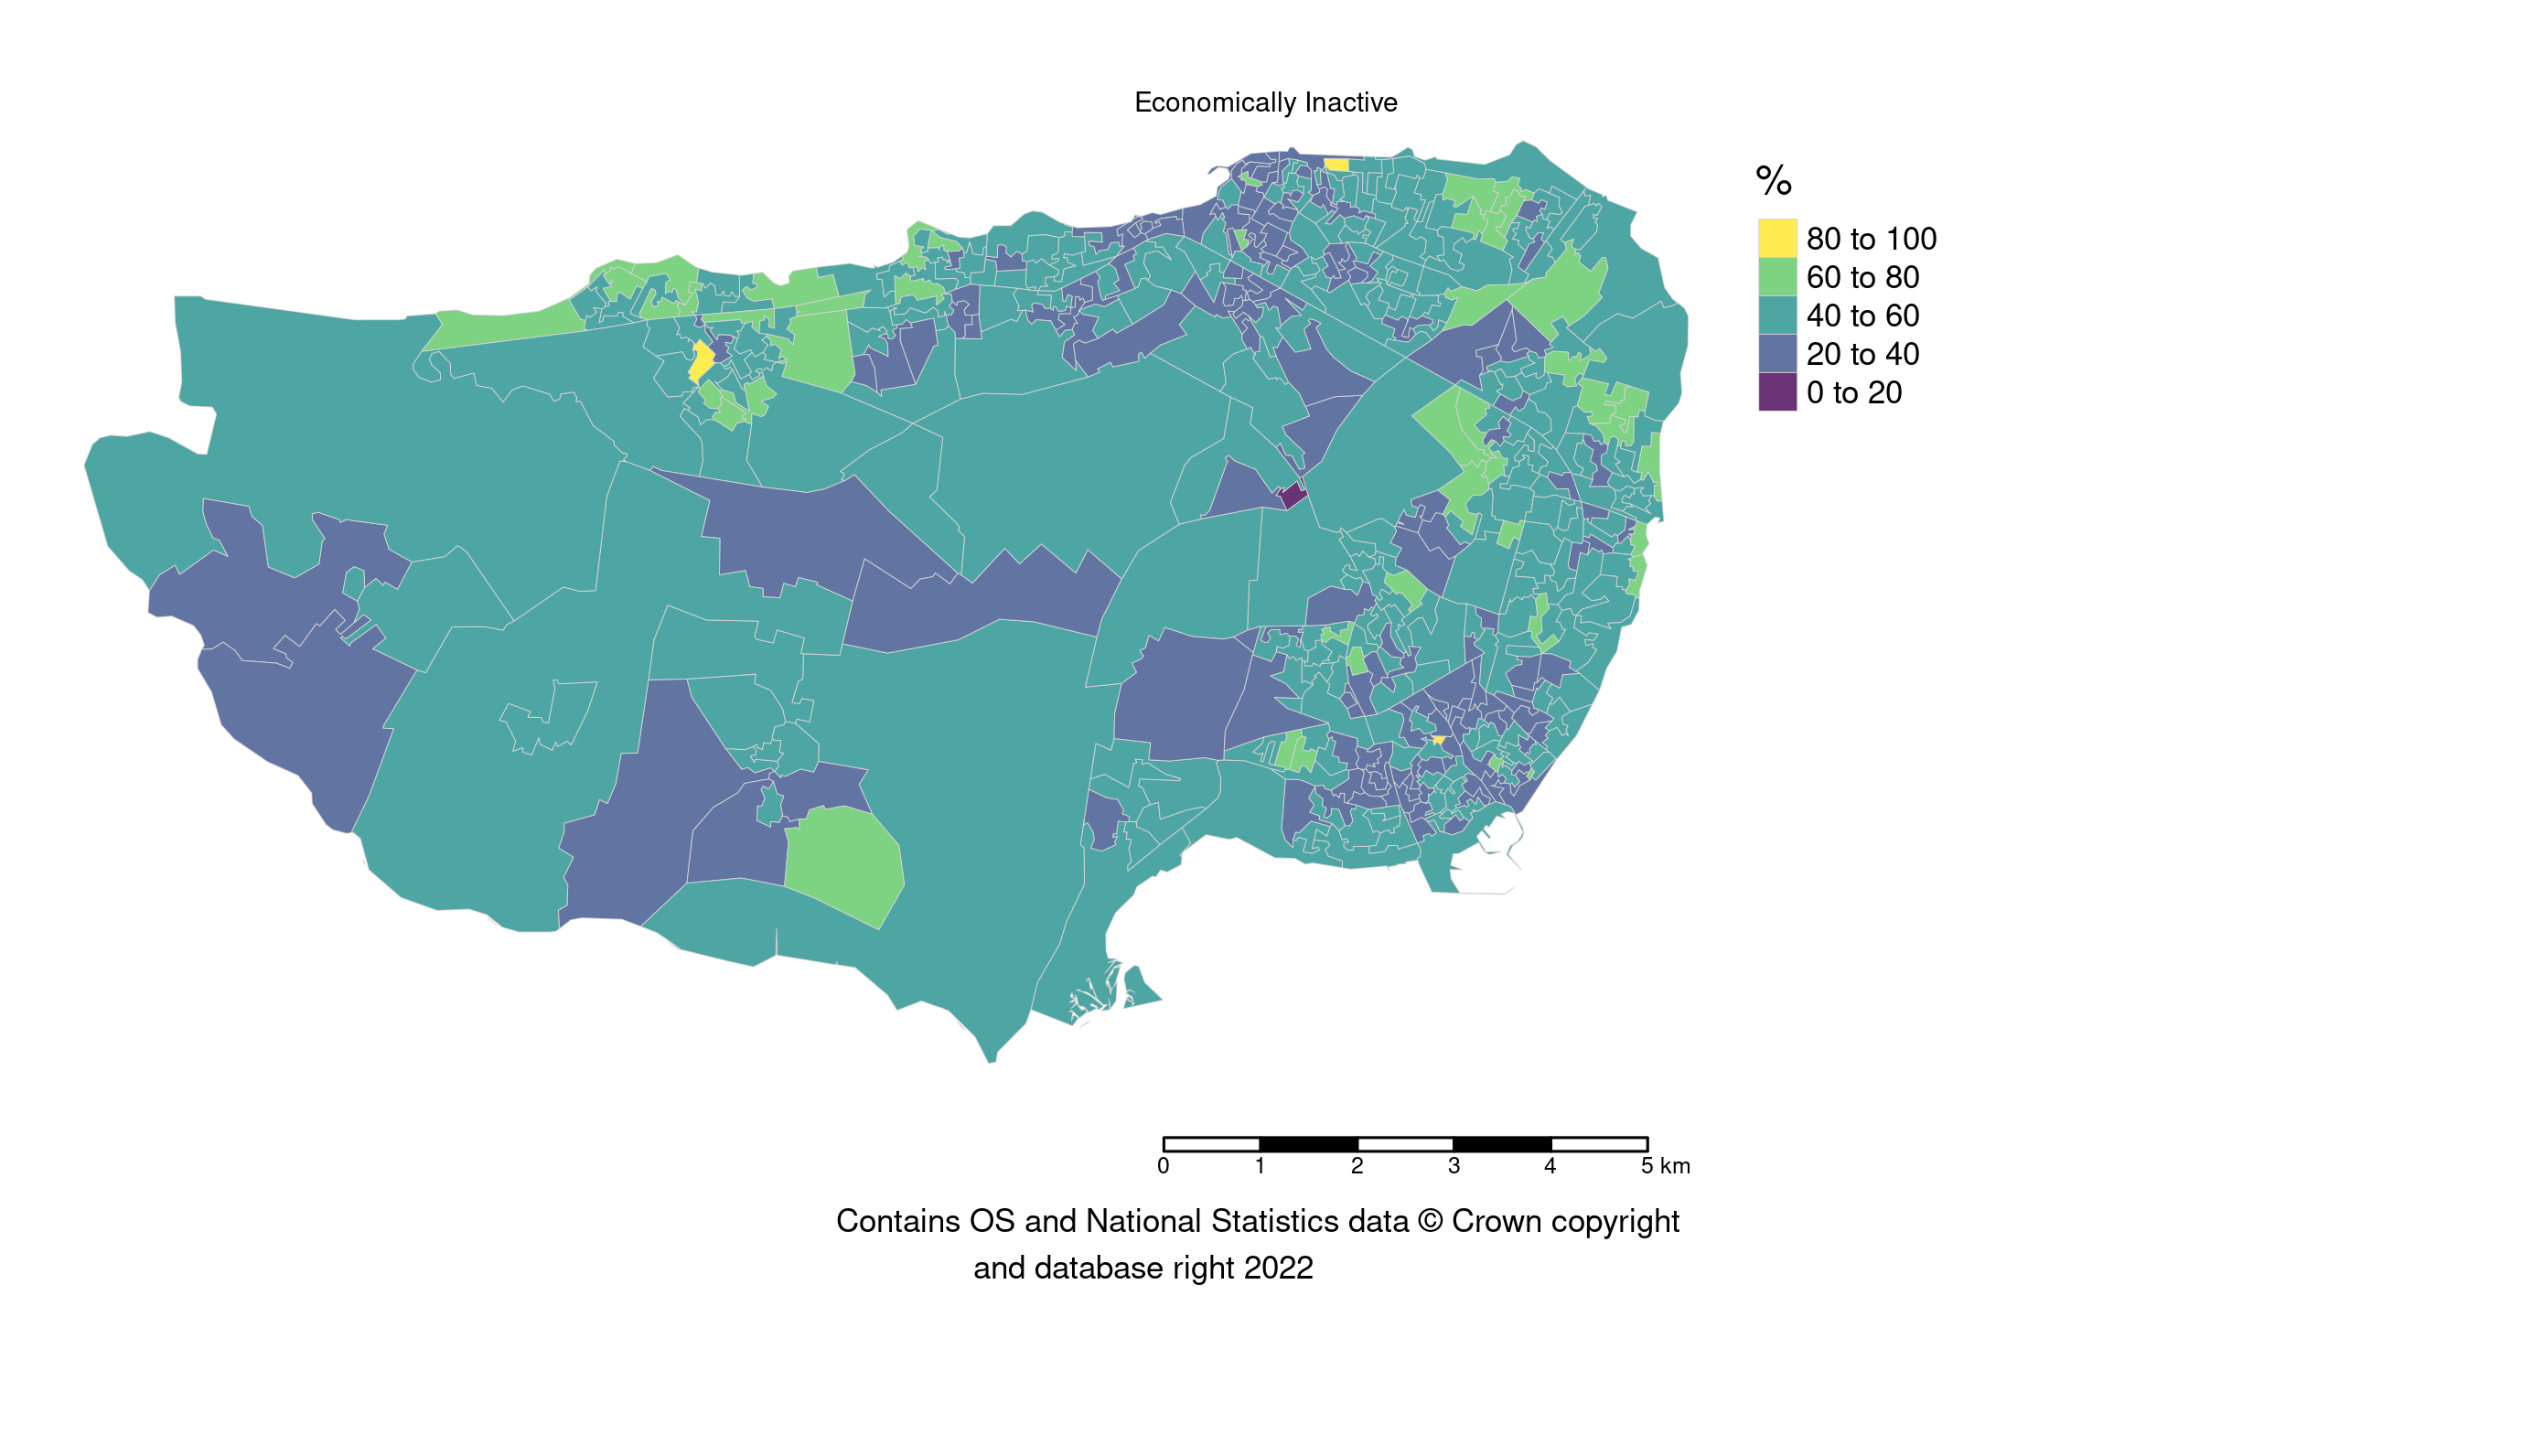 Economically Inactive
%
80 to 100
60 to 80
40 to 60
20 to 40
0 to 20
0 1 2 3 4 5 km
Contains OS and National Statistics data © Crown copyright
and database right 2022